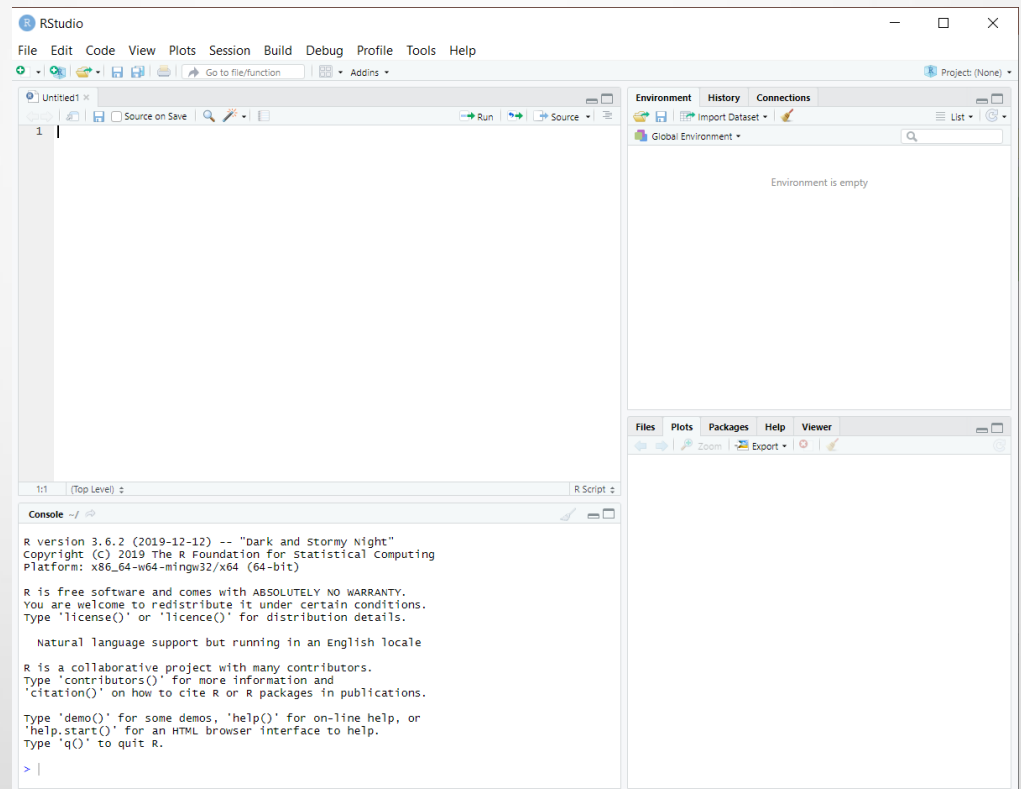 RStudio
File Edit Code View Plots Session Build Debug Profile Tools Help
Go to file/function Addins Project: (None)
Untitled1
Source on Save Run Source
1
1:1 (Top Level) R Script
Console ~/
R version 3.6.2 (2019-12-12) -- "Dark and Stormy Night"
Copyright (C) 2019 The R Foundation for Statistical Computing
Platform: x86_64-w64-mingw32/x64 (64-bit)
R is free software and comes with ABSOLUTELY NO WARRANTY.
You are welcome to redistribute it under certain conditions.
Type 'license()' or 'licence()' for distribution details.
Natural language support but running in an English locale
R is a collaborative project with many contributors.
Type 'contributors()' for more information and
'citation()' on how to cite R or R packages in publications.
Type 'demo()' for some demos, 'help()' for on-line help, or
'help.start()' for an HTML browser interface to help.
Type 'q()' to quit R.
>
Environment History Connections
Import Dataset List
Global Environment
Environment is empty
Files Plots Packages Help Viewer
Zoom Export